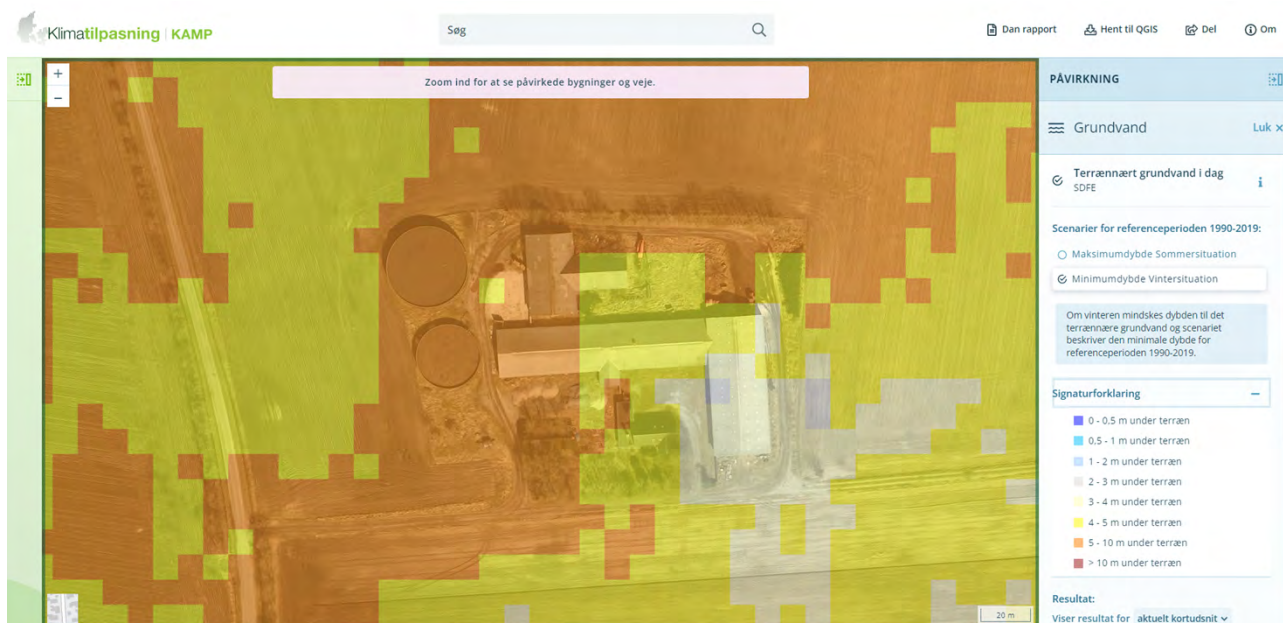 Klimatilpasning | KAMP
Søg
Dan rapport
Hent til QGIS
Del
Om
+
−
Zoom ind for at se påvirkede bygninger og veje.
PÅVIRKNING
Grundvand
Luk ×
Terrænnært grundvand i dag
SDFE
Scenarier for referenceperioden 1990-2019:
Maksimumdybde Sommersituation
Minimumdybde Vintersituation
Om vinteren mindskes dybden til det
terrænnære grundvand og scenariet
beskriver den minimale dybde for
referenceperioden 1990-2019.
Signaturforklaring
0 - 0,5 m under terræn
0,5 - 1 m under terræn
1 - 2 m under terræn
2 - 3 m under terræn
3 - 4 m under terræn
4 - 5 m under terræn
5 - 10 m under terræn
> 10 m under terræn
Resultat:
Viser resultat for aktuelt kortudsnit
20 m